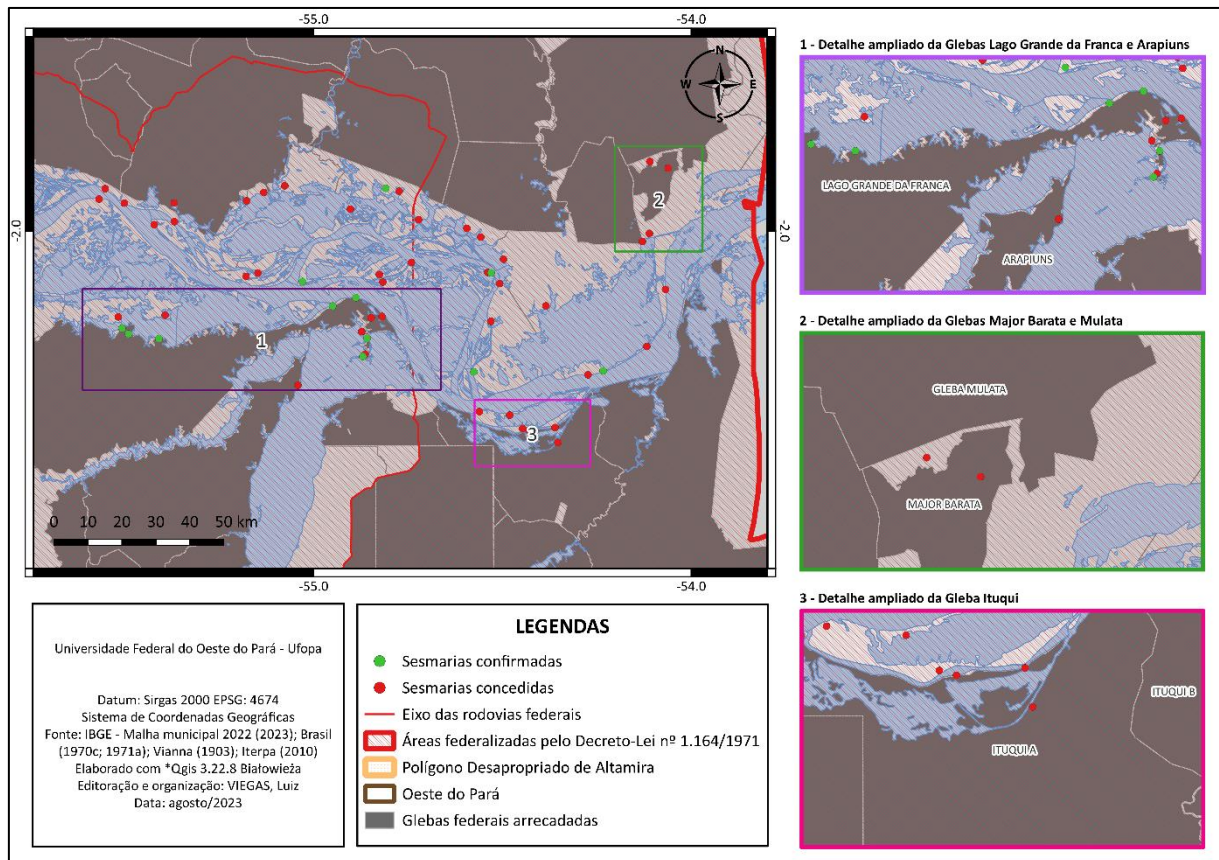 -55.0
-54.0
N
W
E
S
-2.0
-2.0
1
2
3
0 10 20 30 40 50 km
-55.0
-54.0
1 - Detalhe ampliado da Glebas Lago Grande da Franca e Arapiuns
LAGO GRANDE DA FRANCA
ARAPIUNS
2 - Detalhe ampliado da Glebas Major Barata e Mulata
GLEBA MULATA
MAJOR BARATA
3 - Detalhe ampliado da Gleba Ituqui
ITUQUI B
ITUQUI A
Universidade Federal do Oeste do Pará - Ufopa
Datum: Sirgas 2000 EPSG: 4674
Sistema de Coordenadas Geográficas
Fonte: IBGE - Malha municipal 2022 (2023); Brasil
(1970c; 1971a); Vianna (1903); Iterpa (2010)
Elaborado com *Qgis 3.22.8 Białowieża
Editoração e organização: VIEGAS, Luiz
Data: agosto/2023
LEGENDAS
Sesmarias confirmadas
Sesmarias concedidas
Eixo das rodovias federais
Áreas federalizadas pelo Decreto-Lei nº 1.164/1971
Polígono Desapropriado de Altamira
Oeste do Pará
Glebas federais arrecadadas